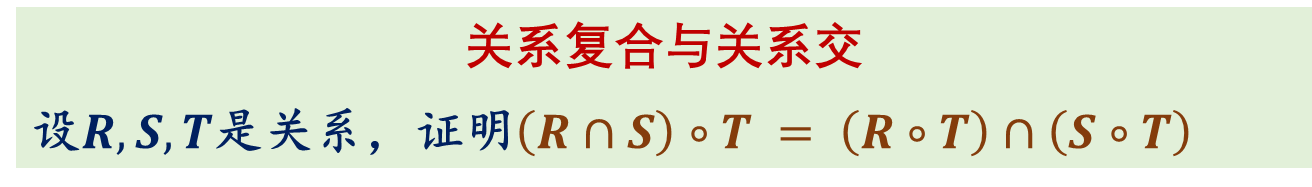 关系复合与关系交
设R,S,T是关系，证明(R ∩ S) ∘ T = (R ∘ T) ∩ (S ∘ T)